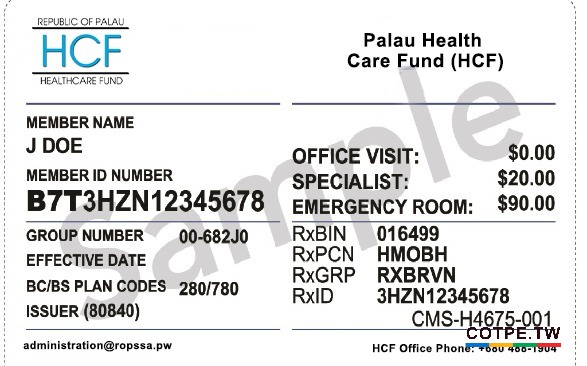 REPUBLIC OF PALAU
HCF
HEALTHCARE FUND
Palau Health
Care Fund (HCF)
Sample
MEMBER NAME
J DOE
MEMBER ID NUMBER
B7T3HZN12345678
GROUP NUMBER 00-682J0
EFFECTIVE DATE
BC/BS PLAN CODES 280/780
ISSUER (80840)
OFFICE VISIT: $0.00
SPECIALIST: $20.00
EMERGENCY ROOM: $90.00
RxBIN 016499
RxPCN HMOBH
RxGRP RXBRVN
RxID 3HZN12345678
CMS-H4675-001
COTPE.TW
administration@ropssa.pw
HCF Office Phone: +680 488-1904